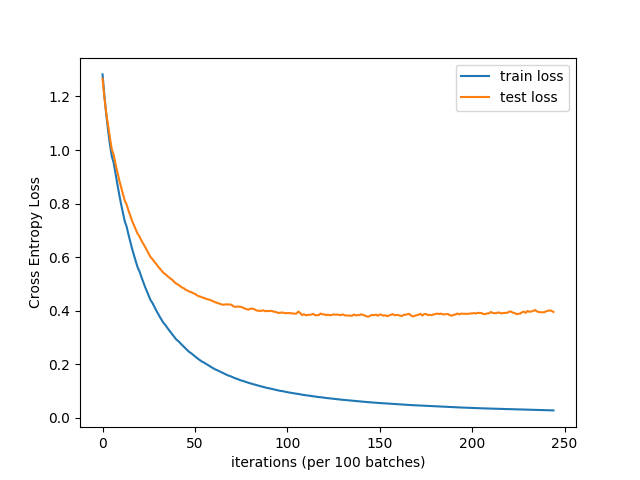 train loss
test loss
1.2
1.0
0.8
0.6
0.4
0.2
0.0
Cross Entropy Loss
0 50 100 150 200 250
iterations (per 100 batches)